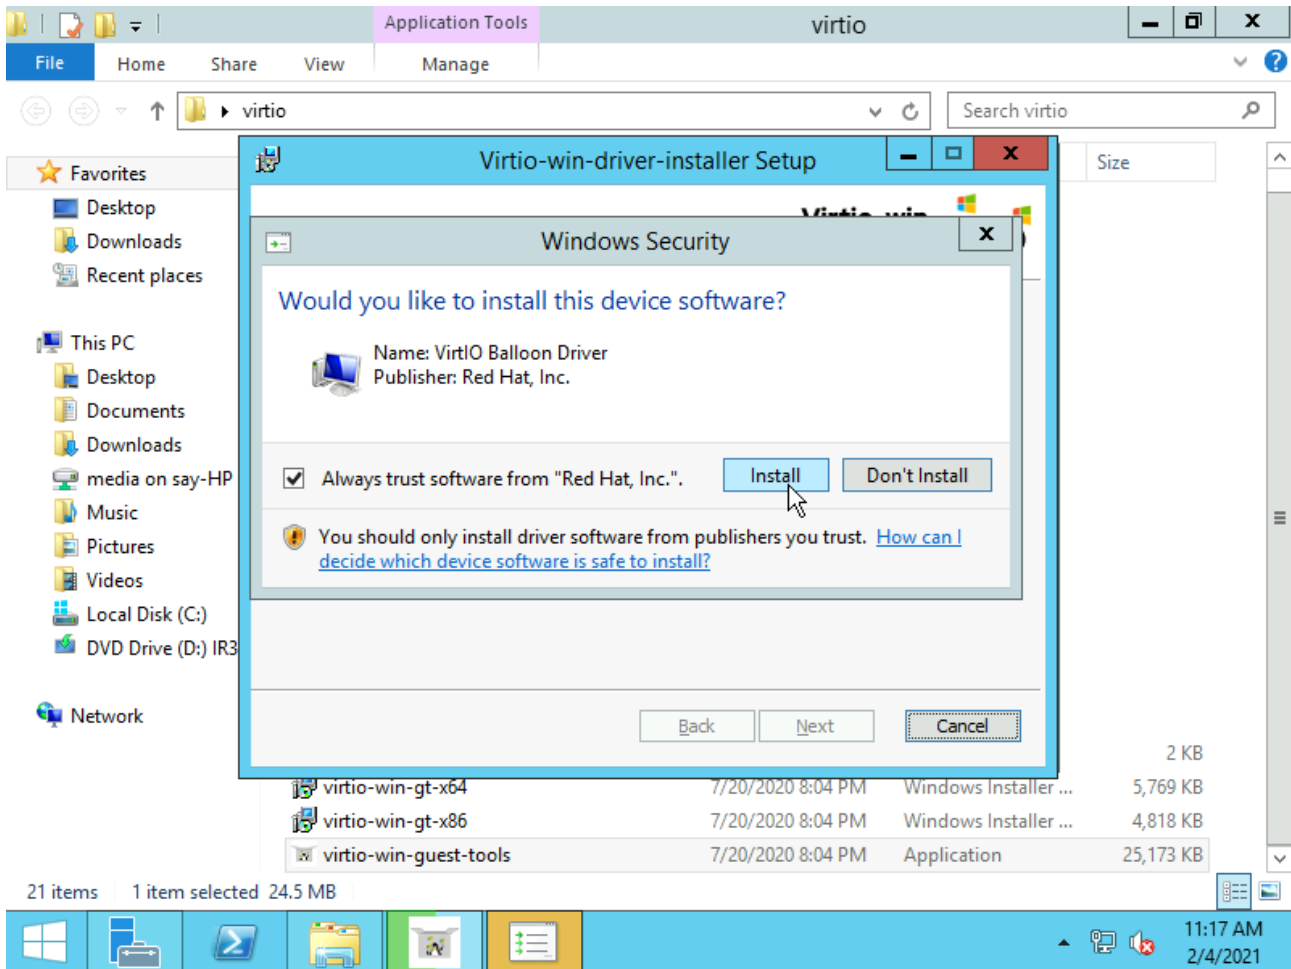 Application Tools
virtio
File
Home
Share
View
Manage
virtio
Search virtio
Favorites
Desktop
Downloads
Recent places
This PC
Desktop
Documents
Downloads
media on say-HP
Music
Pictures
Videos
Local Disk (C:)
DVD Drive (D:) IR3
Network
Size
Virtio-win-driver-installer Setup
Virtio-win
Windows Security
Would you like to install this device software?
Name: VirtIO Balloon Driver
Publisher: Red Hat, Inc.
Always trust software from "Red Hat, Inc.".
Install
Don't Install
You should only install driver software from publishers you trust. How can I
decide which device software is safe to install?
Back
Next
Cancel
2 KB
virtio-win-gt-x64 7/20/2020 8:04 PM Windows Installer ... 5,769 KB
virtio-win-gt-x86 7/20/2020 8:04 PM Windows Installer ... 4,818 KB
virtio-win-guest-tools 7/20/2020 8:04 PM Application 25,173 KB
21 items 1 item selected 24.5 MB
11:17 AM
2/4/2021